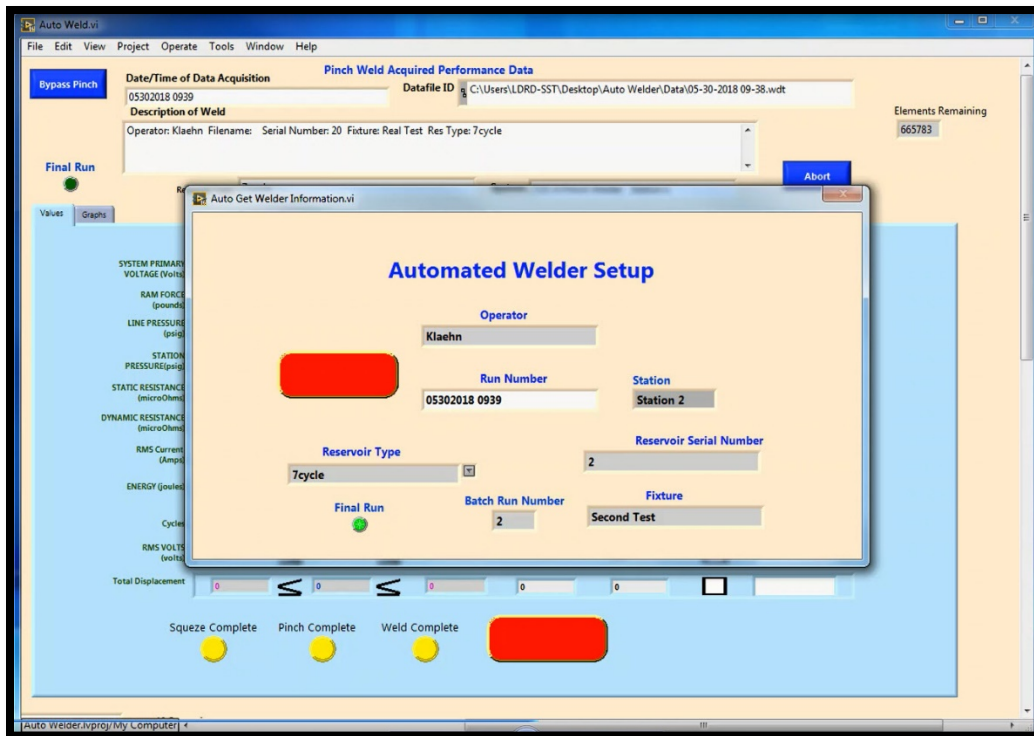 Auto Weld.vi
File Edit View Project Operate Tools Window Help
Pinch Weld Acquired Performance Data
Bypass Pinch
Date/Time of Data Acquisition
05302018 0939
Datafile ID
C:\Users\LDRD-SST\Desktop\Auto Welder\Data\05-30-2018 09-38.wdt
Description of Weld
Operator: Klaehn Filename: Serial Number: 20 Fixture: Real Test Res Type: 7cycle
Elements Remaining
665783
Final Run
Abort
Values Graphs
Auto Get Welder Information.vi
Automated Welder Setup
Operator
Klaehn
Run Number
05302018 0939
Station
Station 2
Reservoir Type
7cycle
Reservoir Serial Number
2
Final Run
Batch Run Number
2
Fixture
Second Test
SYSTEM PRIMARY
VOLTAGE (Volts)
RAM FORCE
(pounds)
LINE PRESSURE
(psig)
STATION
PRESSURE(psig)
STATIC RESISTANCE
(microOhms)
DYNAMIC RESISTANCE
(microOhms)
RMS Current
(Amps)
ENERGY (joules)
Cycles
RMS VOLTS
(volts)
Total Displacement
0 ≤ 0 ≤ 0 0 0
Squeze Complete Pinch Complete Weld Complete
Auto Welder.lvproj/My Computer